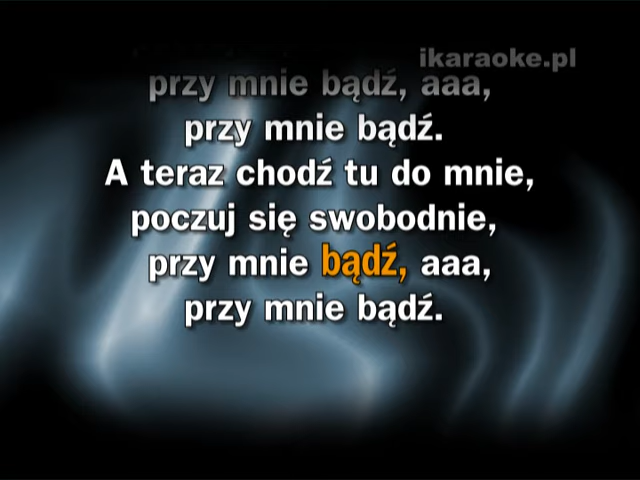 ikaraoke.pl
przy mnie bądź, aaa,
przy mnie bądź.
A teraz chodź tu do mnie,
poczuj się swobodnie,
przy mnie bądź, aaa,
przy mnie bądź.